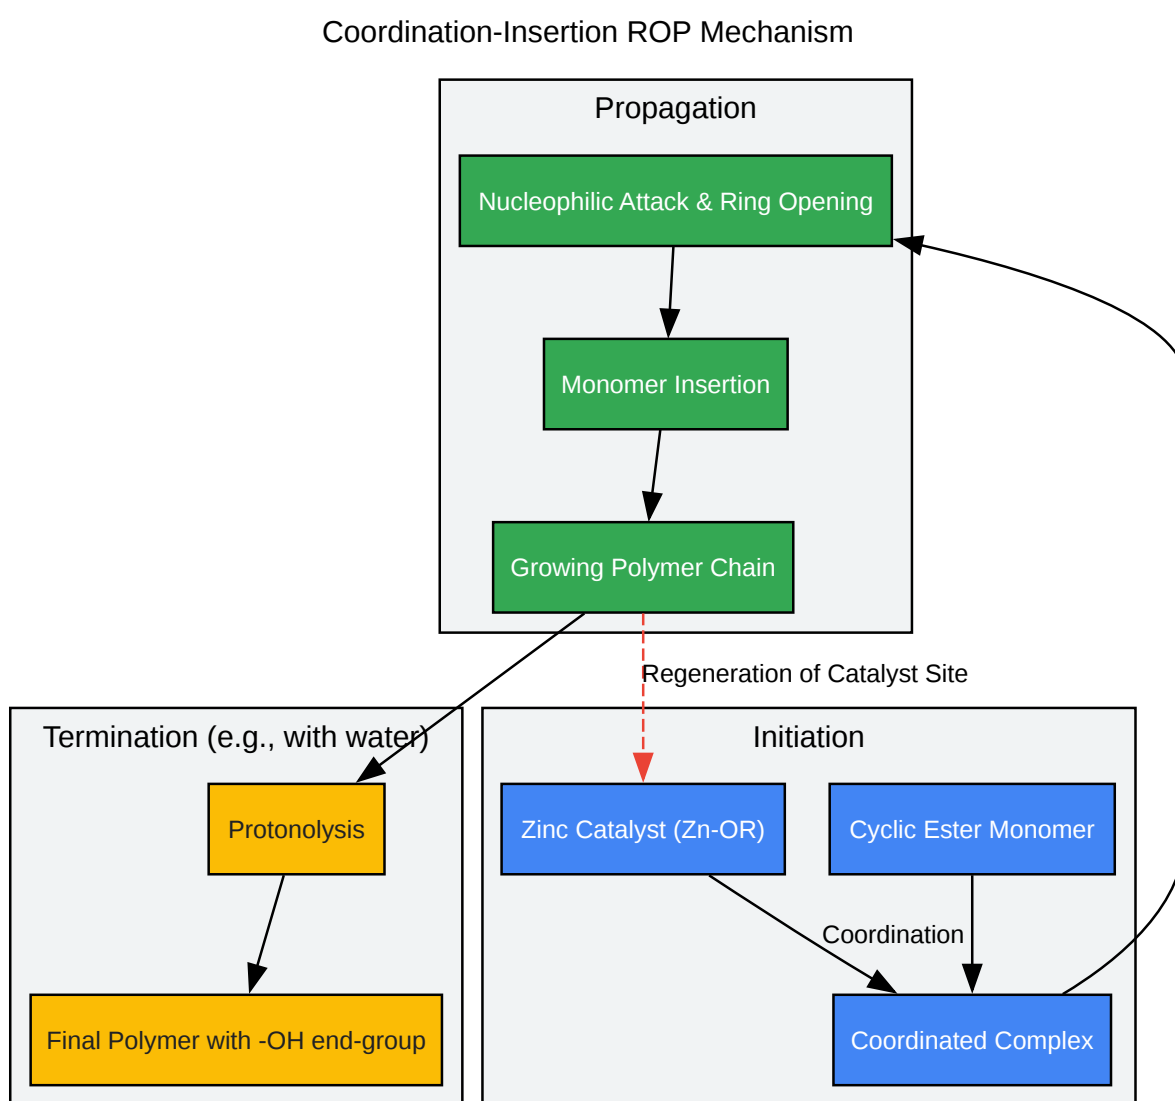 Coordination-Insertion ROP Mechanism
Propagation
Nucleophilic Attack & Ring Opening
Monomer Insertion
Growing Polymer Chain
Regeneration of Catalyst Site
Termination (e.g., with water)
Protonolysis
Final Polymer with -OH end-group
Initiation
Zinc Catalyst (Zn-OR)
Cyclic Ester Monomer
Coordination
Coordinated Complex